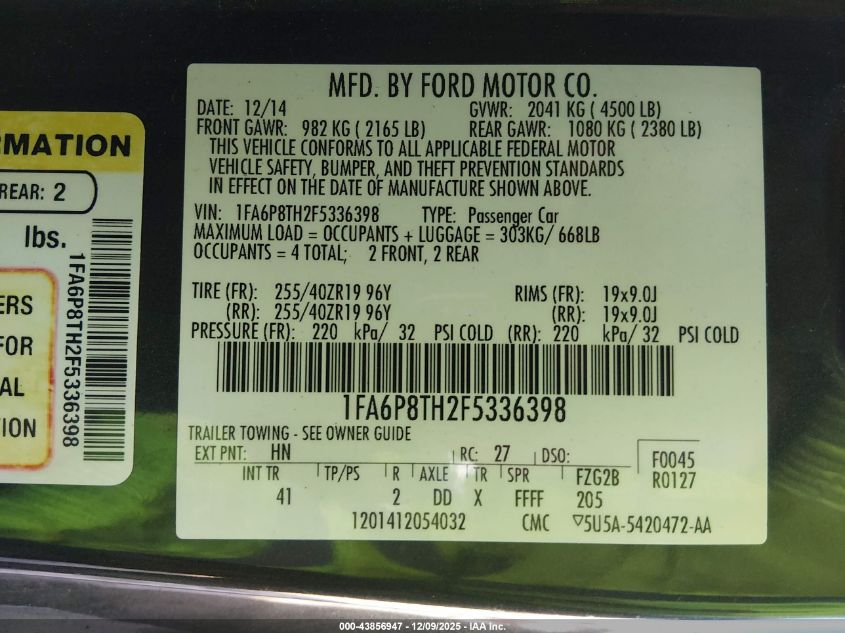 RMATION
REAR: 2
lbs.
ERS
FOR
AL
TION
1FA6P8TH2F5336398
MFD. BY FORD MOTOR CO.
DATE: 12/14 GVWR: 2041 KG ( 4500 LB)
FRONT GAWR: 982 KG ( 2165 LB) REAR GAWR: 1080 KG ( 2380 LB)
THIS VEHICLE CONFORMS TO ALL APPLICABLE FEDERAL MOTOR
VEHICLE SAFETY, BUMPER, AND THEFT PREVENTION STANDARDS
IN EFFECT ON THE DATE OF MANUFACTURE SHOWN ABOVE.
VIN: 1FA6P8TH2F5336398 TYPE: Passenger Car
MAXIMUM LOAD = OCCUPANTS + LUGGAGE = 303KG/ 668LB
OCCUPANTS = 4 TOTAL; 2 FRONT, 2 REAR
TIRE (FR): 255/40ZR19 96Y RIMS (FR): 19x9.0J
(RR): 255/40ZR19 96Y (RR): 19x9.0J
PRESSURE (FR): 220 kPa/ 32 PSI COLD (RR): 220 kPa/ 32 PSI COLD
1FA6P8TH2F5336398
TRAILER TOWING - SEE OWNER GUIDE
EXT PNT: HN RC: 27 DSO: F0045
INT TR TP/PS R AXLE TR SPR FZG2B R0127
41 2 DD X FFFF 205
1201412054032 CMC ▽5U5A-5420472-AA
000-43856947 - 12/09/2025 - IAA Inc.